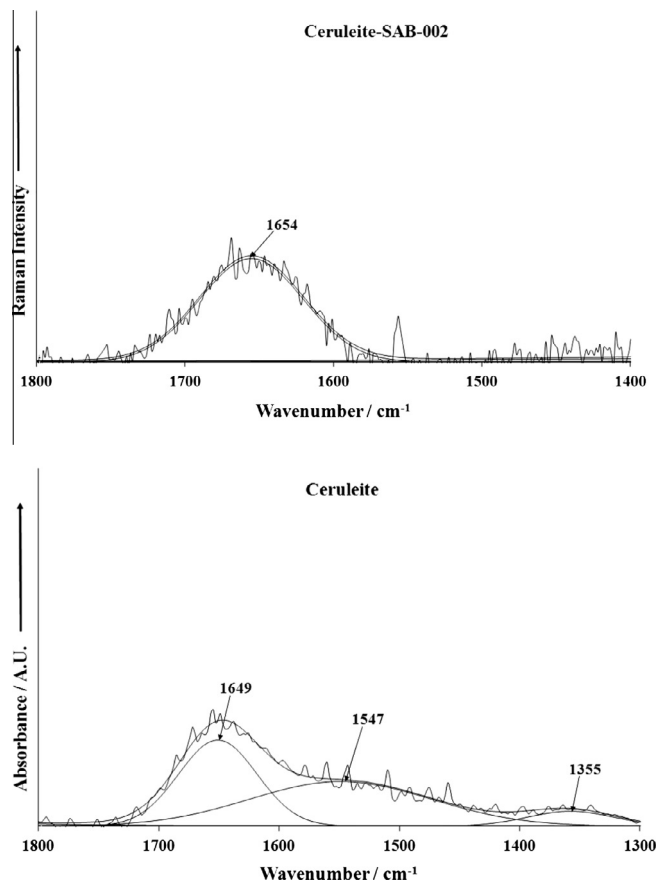 Ceruleite-SAB-002
Raman Intensity
1654
1800 1700 1600 1500 1400
Wavenumber / cm⁻¹
Ceruleite
Absorbance / A.U.
1649
1547
1355
1800 1700 1600 1500 1400 1300
Wavenumber / cm⁻¹